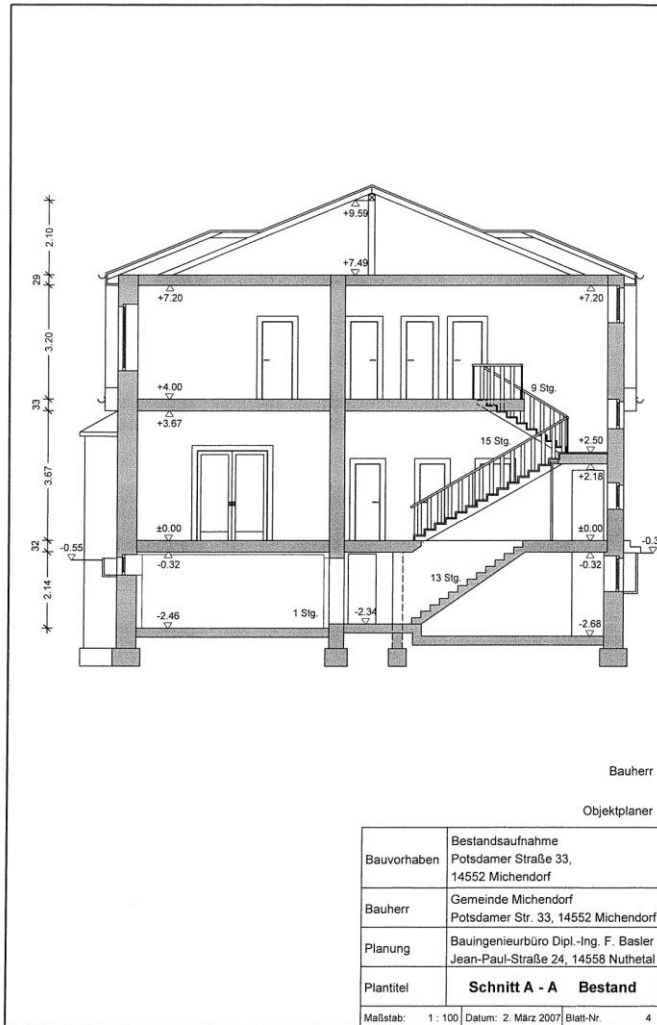 +9.59
2.10
+7.49
29
+7.20
+7.20
3.20
9 Stg.
+4.00
33
+3.67
15 Stg.
+2.50
+2.18
3.67
±0.00
±0.00
32
-0.55
-0.32
-0.32
13 Stg.
2.14
1 Stg.
-2.34
-2.46
-2.68
Bauherr
Objektplaner
Bauvorhaben
Bestandsaufnahme
Potsdamer Straße 33,
14552 Michendorf
Bauherr
Gemeinde Michendorf
Potsdamer Str. 33, 14552 Michendorf
Planung
Bauingenieurbüro Dipl.-Ing. F. Basler
Jean-Paul-Straße 24, 14558 Nuthetal
Plantitel Schnitt A - A Bestand
Maßstab: 1 : 100 Datum: 2. März 2007 Blatt-Nr. 4